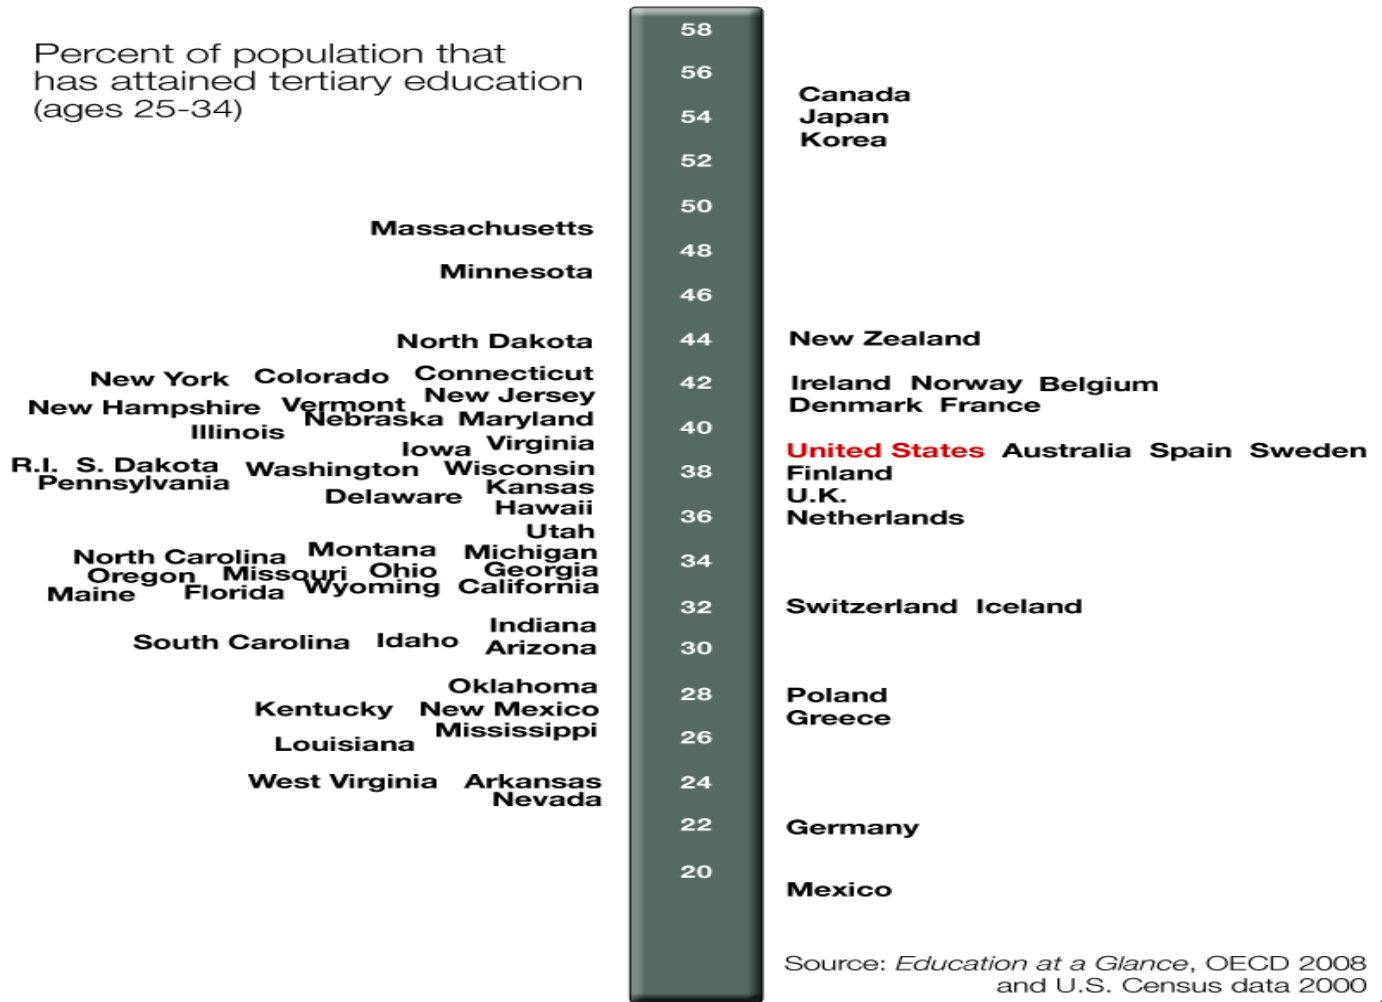 Percent of population that
has attained tertiary education
(ages 25-34)
58
56
54
52
50
48
46
44
42
40
38
36
34
32
30
28
26
24
22
20
Massachusetts
Minnesota
North Dakota
New York Colorado Connecticut
New Hampshire Vermont New Jersey
Illinois Nebraska Maryland
Iowa Virginia
R.I. S. Dakota Washington Wisconsin
Pennsylvania Delaware Kansas
Hawaii
Utah
North Carolina Montana Michigan
Oregon Missouri Ohio Georgia
Maine Florida Wyoming California
Indiana
South Carolina Idaho Arizona
Oklahoma
Kentucky New Mexico
Mississippi
Louisiana
West Virginia Arkansas
Nevada
Canada
Japan
Korea
New Zealand
Ireland Norway Belgium
Denmark France
United States Australia Spain Sweden
Finland
U.K.
Netherlands
Switzerland Iceland
Poland
Greece
Germany
Mexico
Source: Education at a Glance, OECD 2008
and U.S. Census data 2000